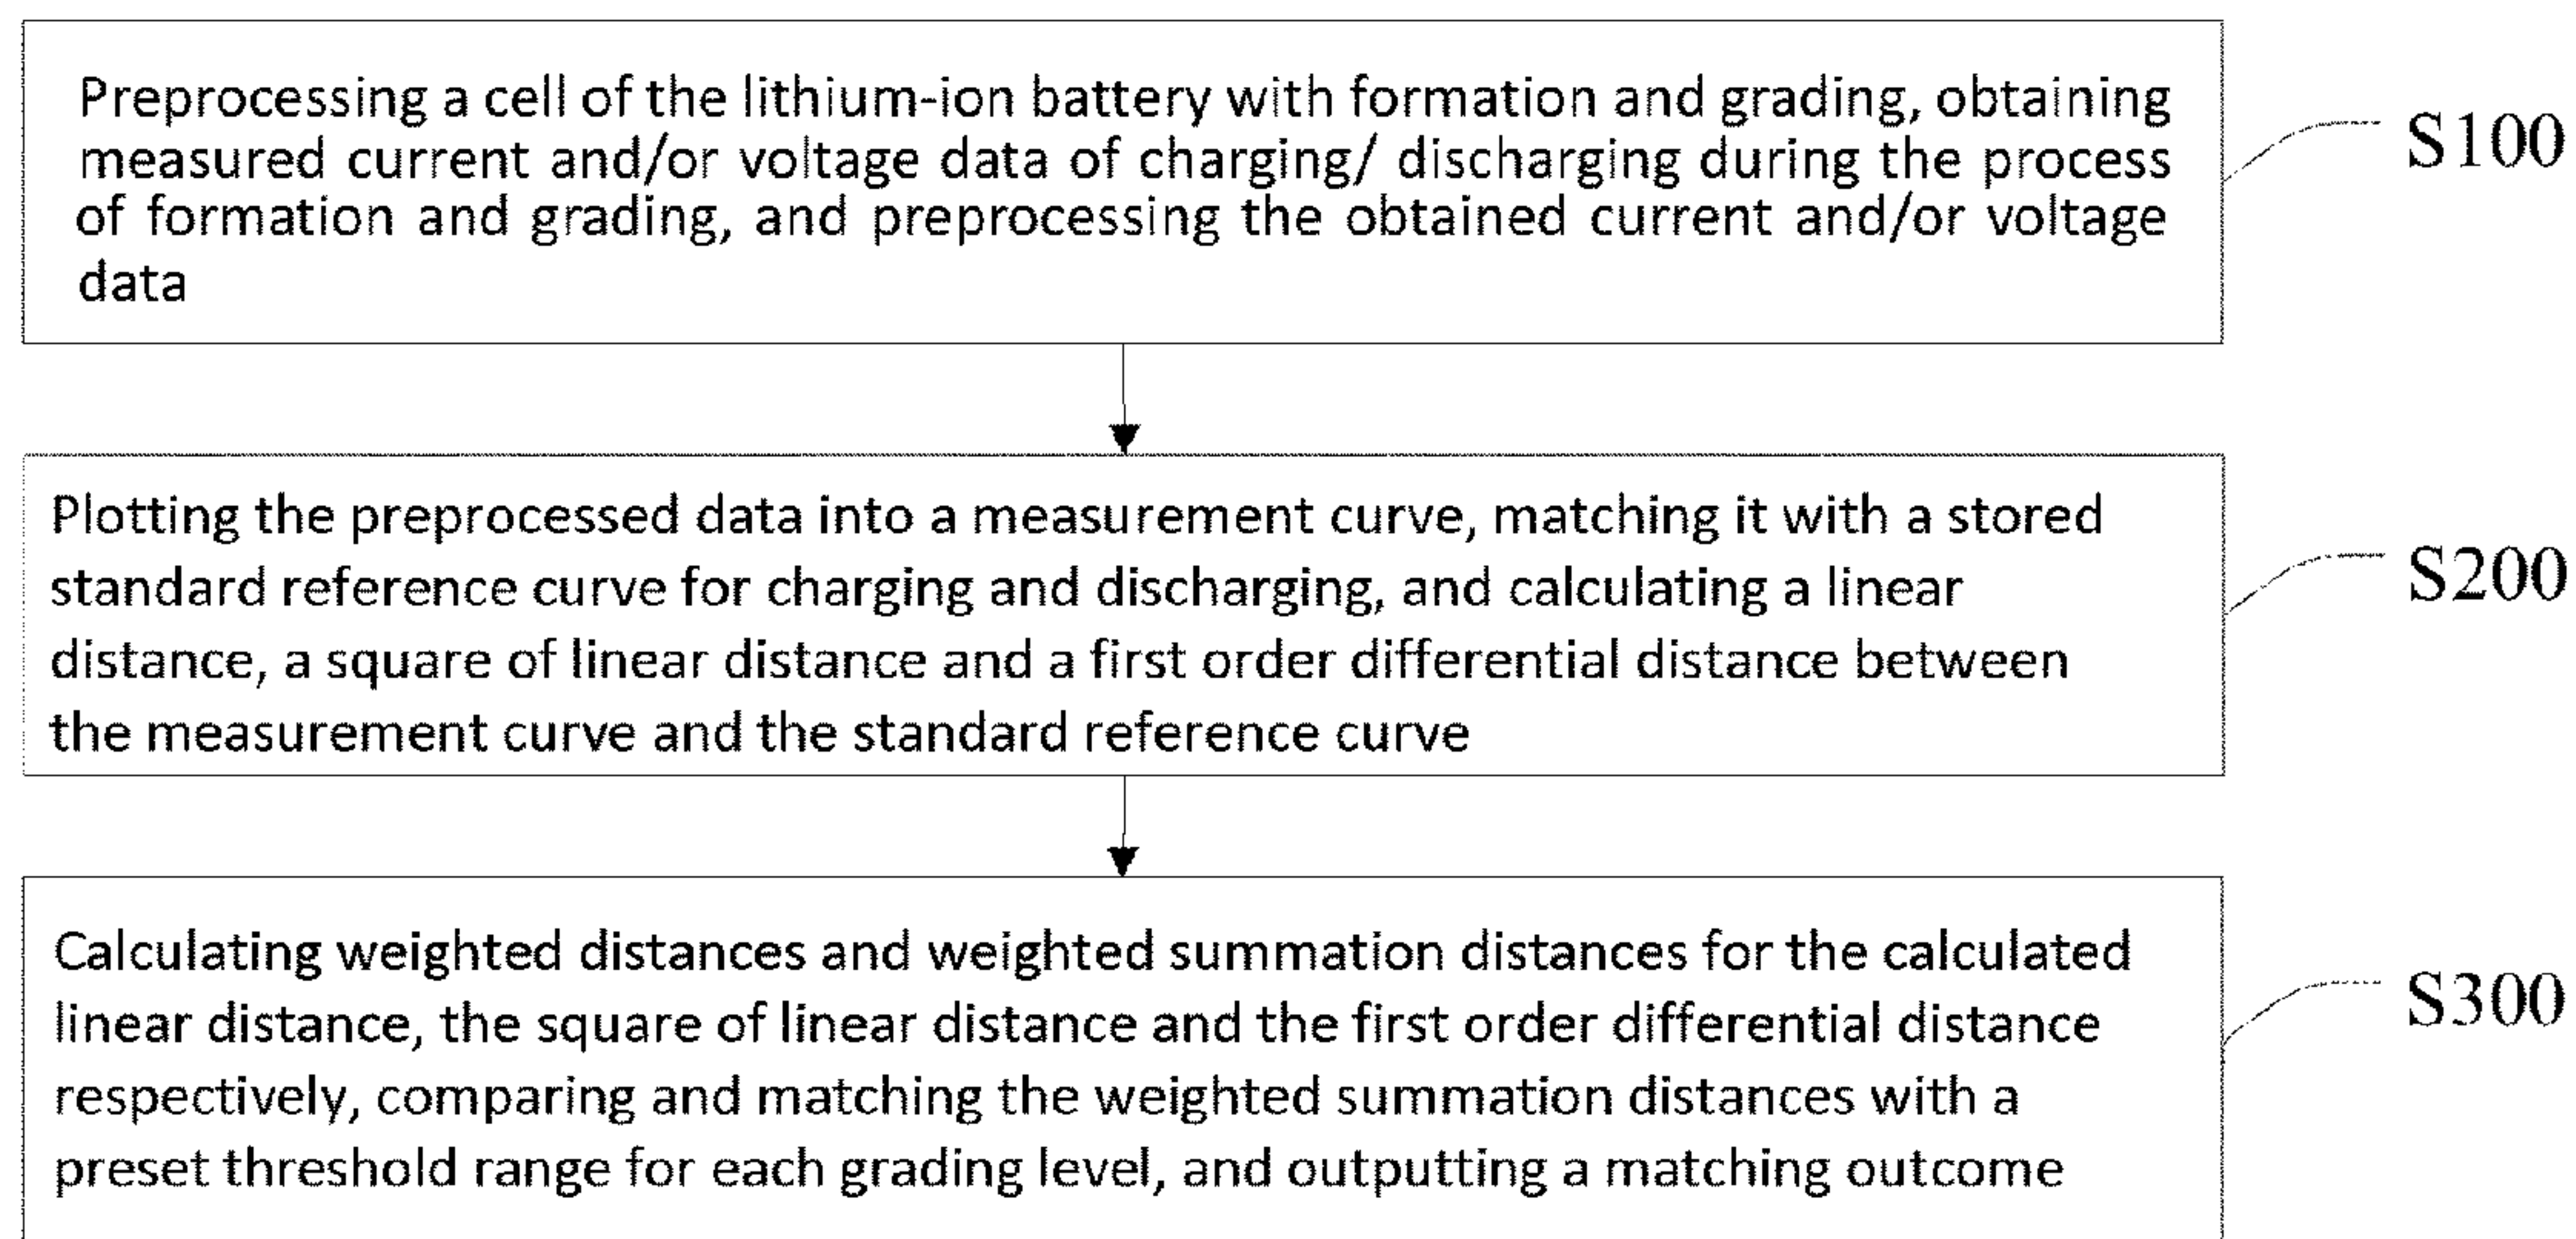 Preprocessing a cell of the lithium-ion battery with formation and grading, obtaining
measured current and/or voltage data of charging/ discharging during the process
of formation and grading, and preprocessing the obtained current and/or voltage
data
S100
Plotting the preprocessed data into a measurement curve, matching it with a stored
standard reference curve for charging and discharging, and calculating a linear
distance, a square of linear distance and a first order differential distance between
the measurement curve and the standard reference curve
S200
Calculating weighted distances and weighted summation distances for the calculated
linear distance, the square of linear distance and the first order differential distance
respectively, comparing and matching the weighted summation distances with a
preset threshold range for each grading level, and outputting a matching outcome
S300